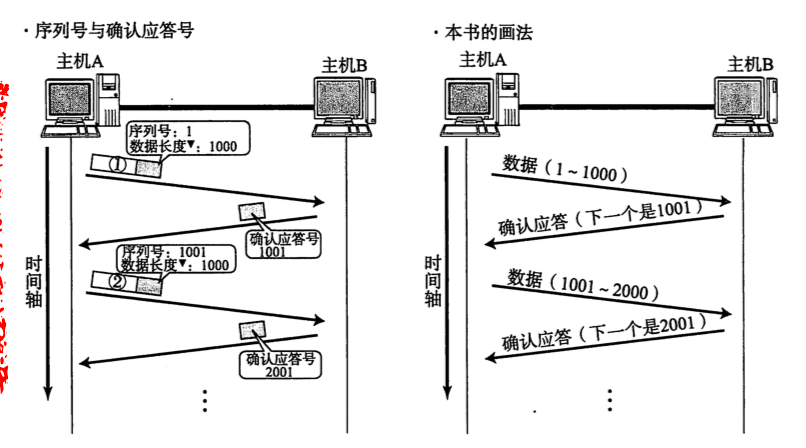 ·序列号与确认应答号
主机A
主机B
序列号：1
数据长度▼：1000
①
确认应答号
1001
序列号：1001
数据长度▼：1000
②
确认应答号
2001
时间轴
·本书的画法
主机A
主机B
数据（1～1000）
确认应答（下一个是1001）
数据（1001～2000）
确认应答（下一个是2001）
时间轴